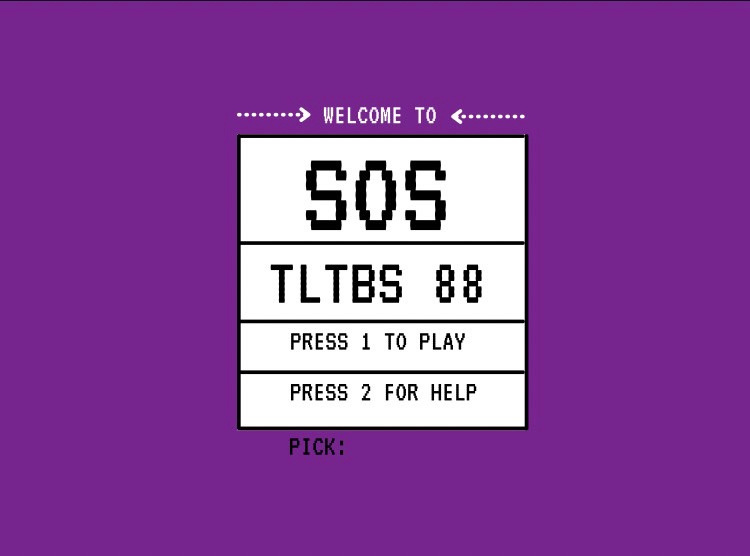 WELCOME TO
SOS
TLTBS 88
PRESS 1 TO PLAY
PRESS 2 FOR HELP
PICK: